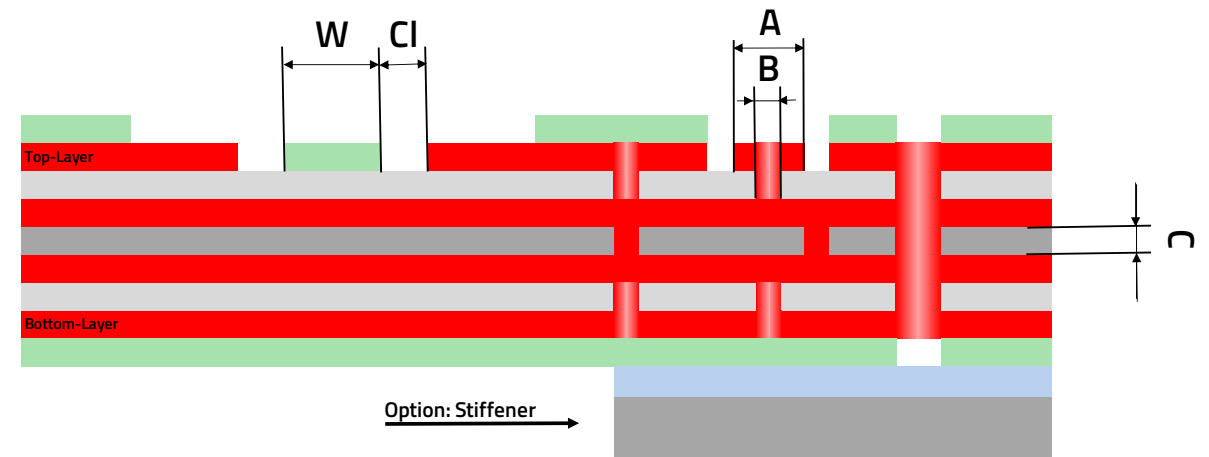 W
Cl
A
B
Top-Layer
C
Bottom-Layer
Option: Stiffener